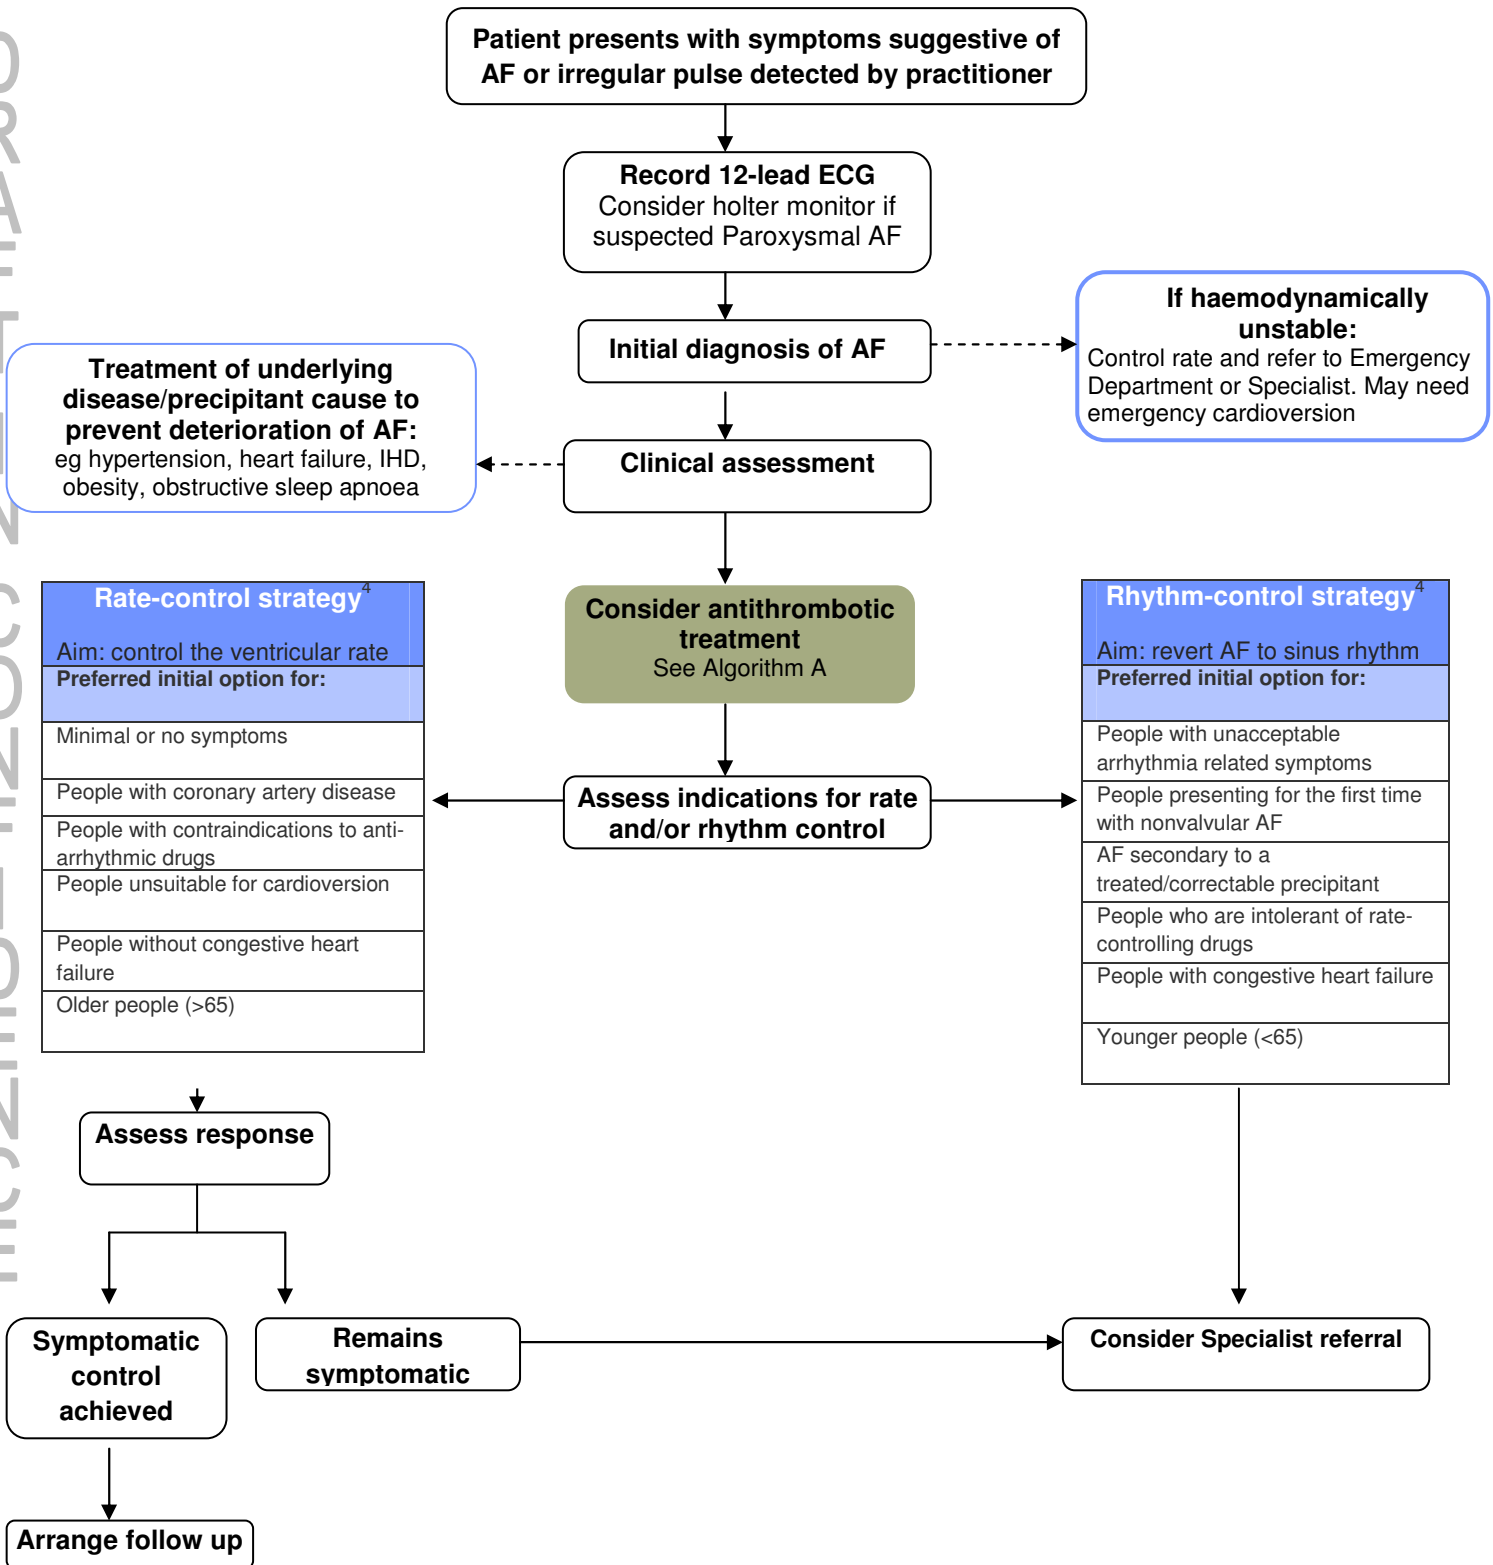 Patient presents with symptoms suggestive of
AF or irregular pulse detected by practitioner
Record 12-lead ECG
Consider holter monitor if
suspected Paroxysmal AF
Initial diagnosis of AF
If haemodynamically
unstable:
Control rate and refer to Emergency
Department or Specialist. May need
emergency cardioversion
Treatment of underlying
disease/precipitant cause to
prevent deterioration of AF:
eg hypertension, heart failure, IHD,
obesity, obstructive sleep apnoea
Clinical assessment
Consider antithrombotic
treatment
See Algorithm A
Assess indications for rate
and/or rhythm control
Rate-control strategy4
Aim: control the ventricular rate
Preferred initial option for:
Minimal or no symptoms
People with coronary artery disease
People with contraindications to anti-
arrhythmic drugs
People unsuitable for cardioversion
People without congestive heart
failure
Older people (>65)
Rhythm-control strategy4
Aim: revert AF to sinus rhythm
Preferred initial option for:
People with unacceptable
arrhythmia related symptoms
People presenting for the first time
with nonvalvular AF
AF secondary to a
treated/correctable precipitant
People who are intolerant of rate-
controlling drugs
People with congestive heart failure
Younger people (<65)
Assess response
Symptomatic
control
achieved
Remains
symptomatic
Consider Specialist referral
Arrange follow up